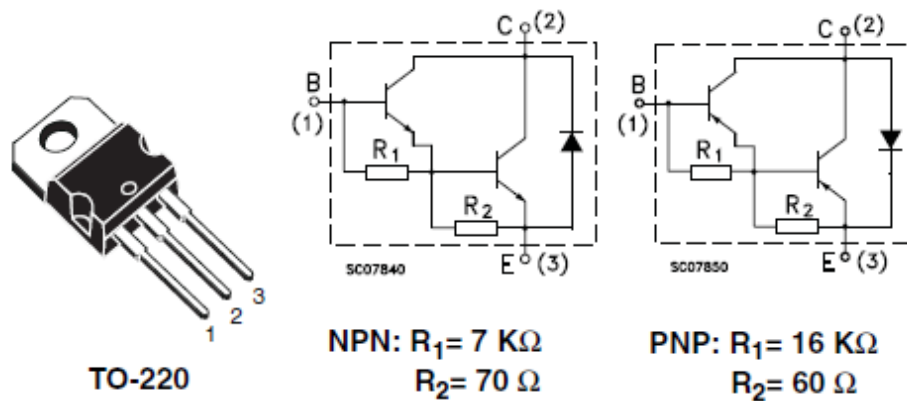 1
2
3
TO-220
C (2)
B
(1)
R1
R2
E (3)
SC07840
NPN: R1= 7 KΩ
R2= 70 Ω
C (2)
B
(1)
R1
R2
E (3)
SC07850
PNP: R1= 16 KΩ
R2= 60 Ω